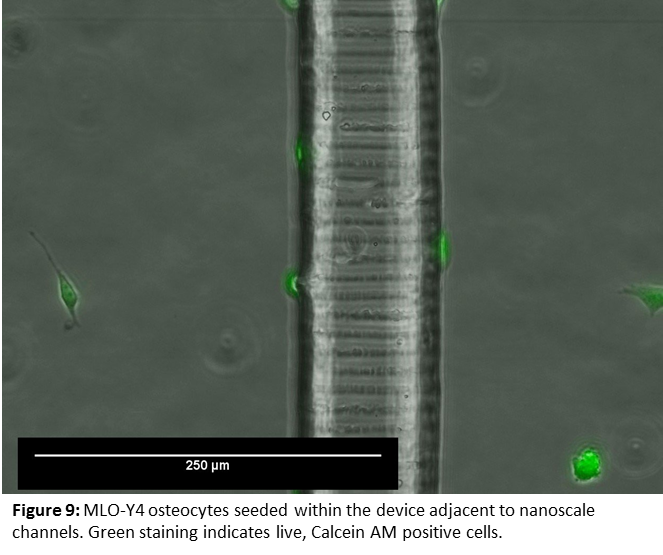 250 µm
Figure 9: MLO-Y4 osteocytes seeded within the device adjacent to nanoscale
channels. Green staining indicates live, Calcein AM positive cells.